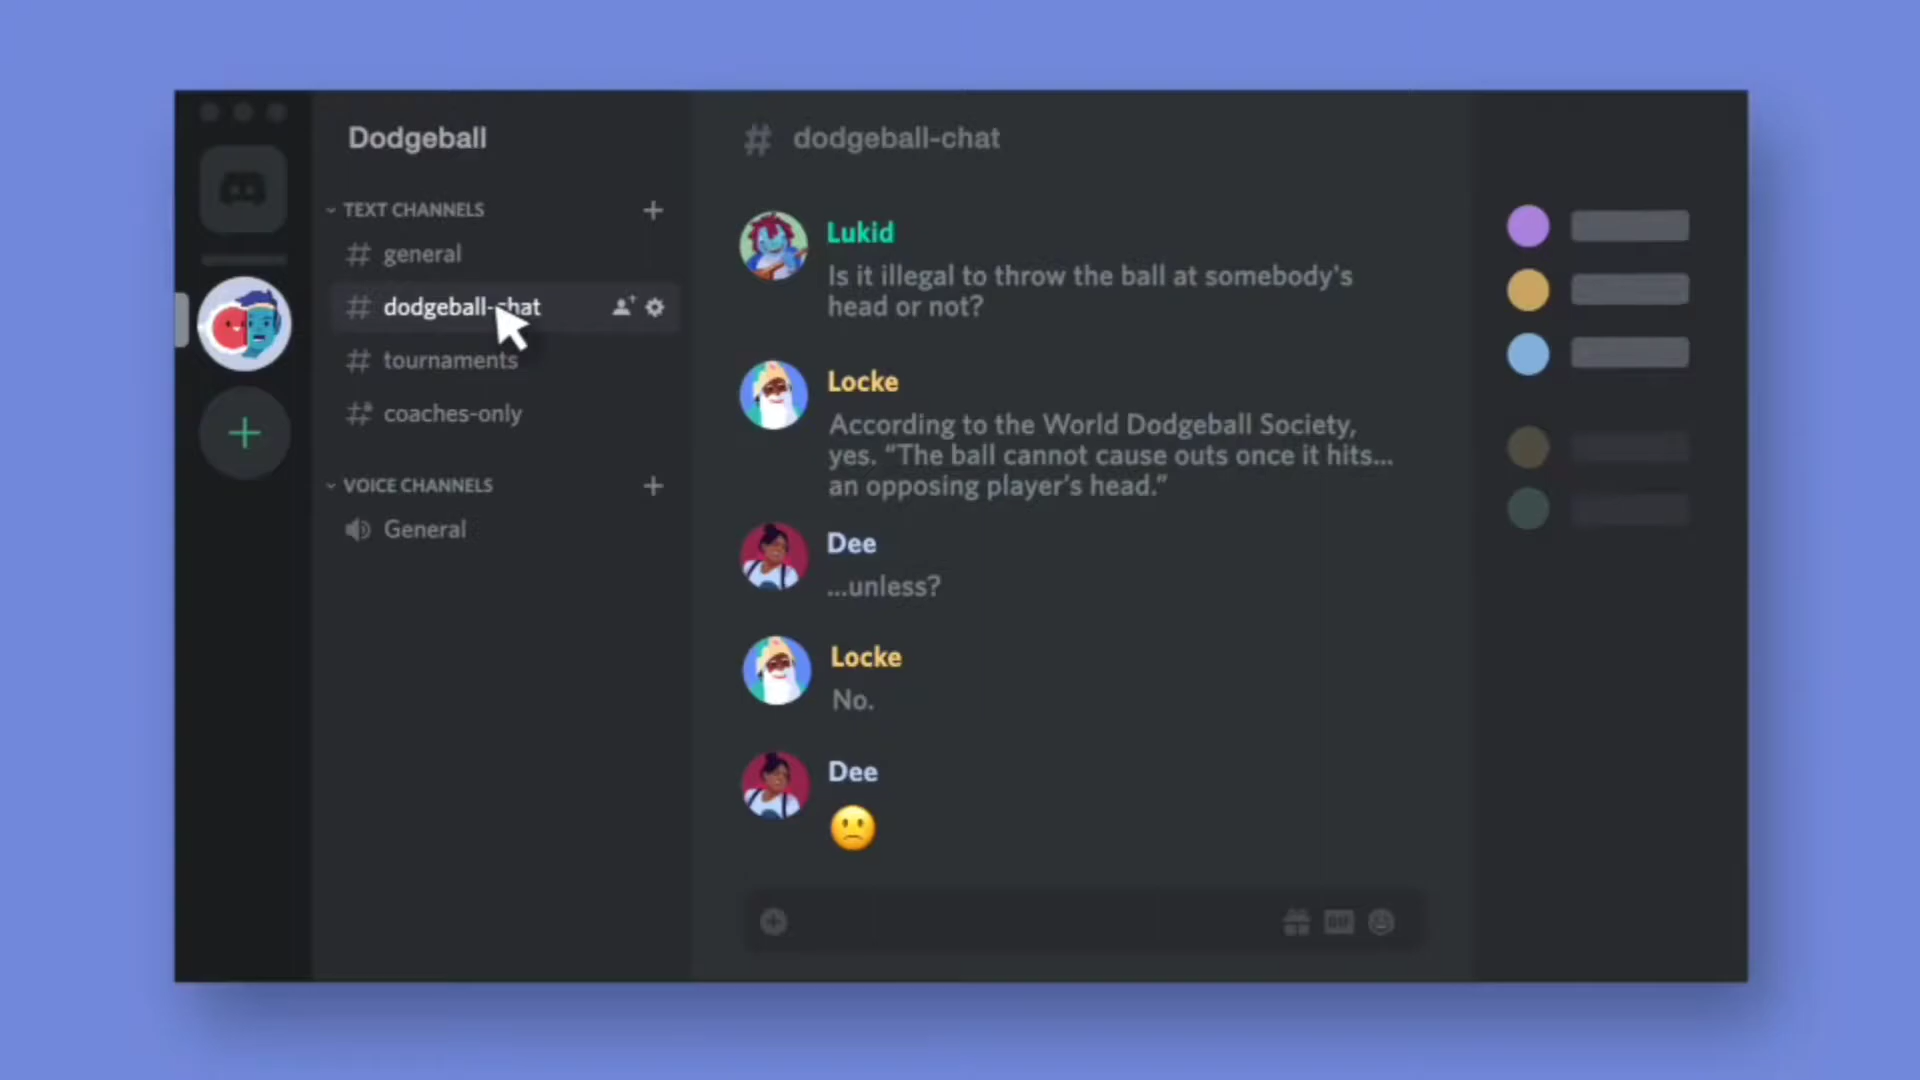 Dodgeball
TEXT CHANNELS
# general
# dodgeball-chat
# tournaments
# coaches-only
VOICE CHANNELS
General
# dodgeball-chat
Lukid
Is it illegal to throw the ball at somebody's
head or not?
Locke
According to the World Dodgeball Society,
yes. “The ball cannot cause outs once it hits...
an opposing player’s head.”
Dee
...unless?
Locke
No.
Dee
GIF